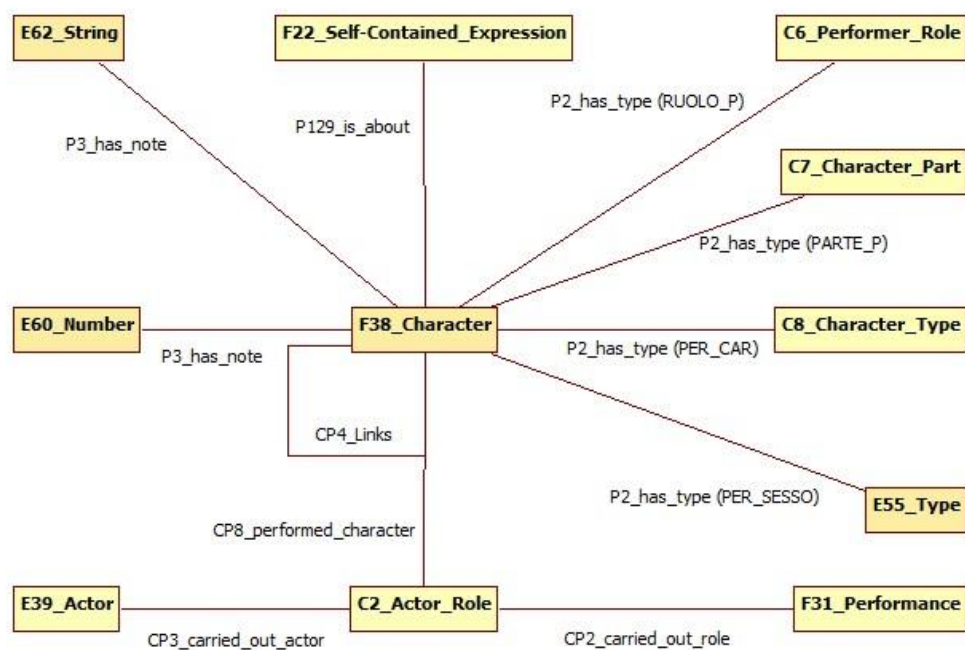 E62_String
F22_Self-Contained_Expression
C6_Performer_Role
P2_has_type (RUOLO_P)
P129_is_about
P3_has_note
C7_Character_Part
P2_has_type (PARTE_P)
E60_Number
F38_Character
C8_Character_Type
P3_has_note
P2_has_type (PER_CAR)
CP4_Links
P2_has_type (PER_SESSO)
E55_Type
CP8_performed_character
E39_Actor
C2_Actor_Role
F31_Performance
CP3_carried_out_actor
CP2_carried_out_role